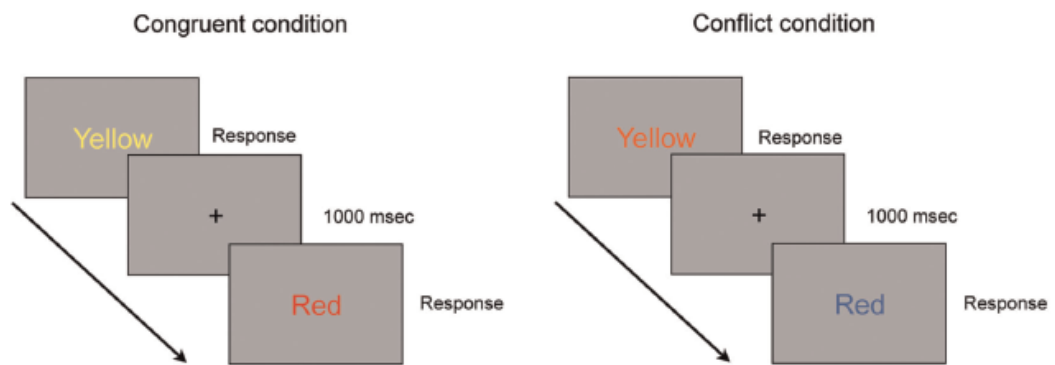 Congruent condition
Yellow
Response
+
1000 msec
Red
Response
Conflict condition
Yellow
Response
+
1000 msec
Red
Response